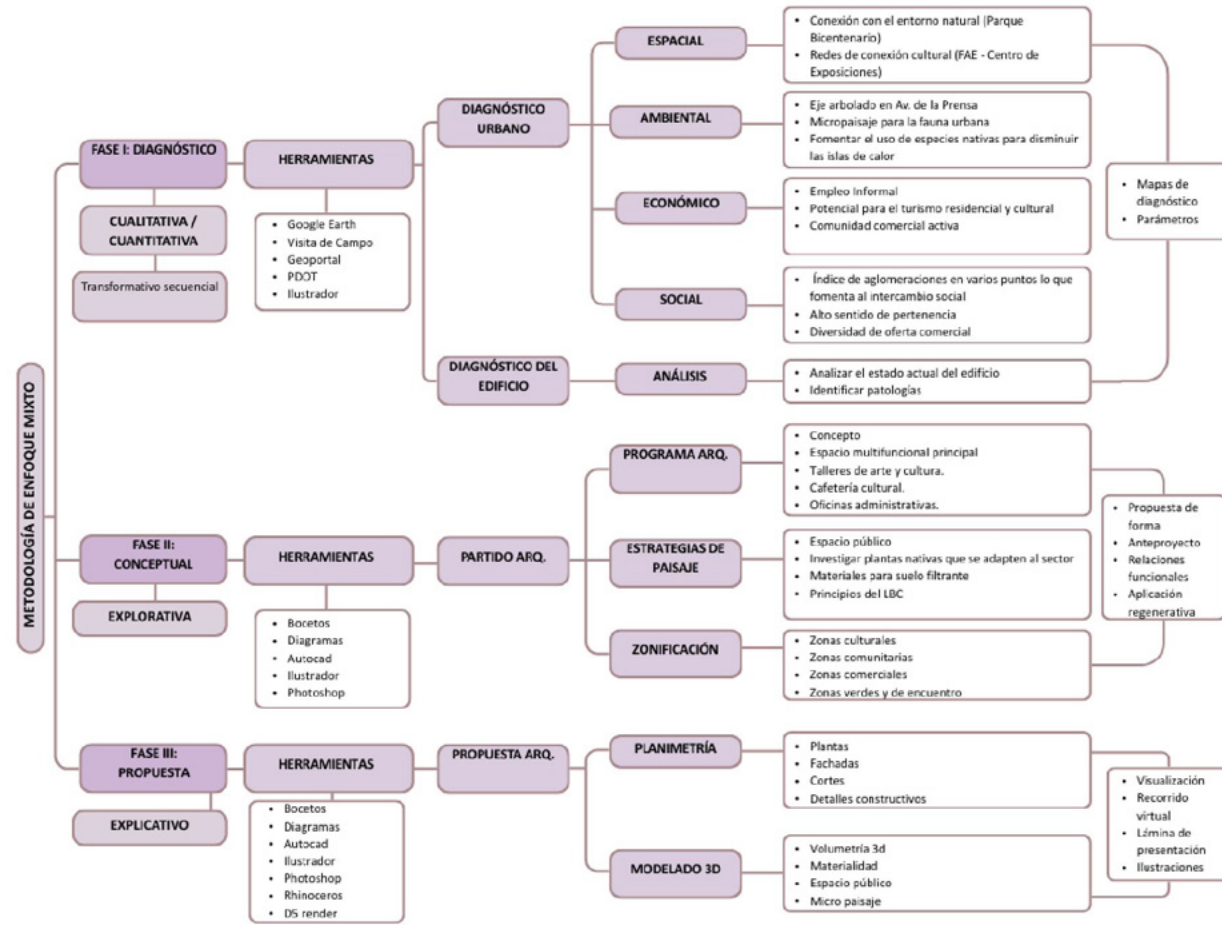 METODOLOGÍA DE ENFOQUE MIXTO
FASE I: DIAGNÓSTICO
CUALITATIVA /
CUANTITATIVA
Transformativo secuencial
HERRAMIENTAS
• Google Earth
• Visita de Campo
• Geoportal
• PDOT
• Ilustrador
DIAGNÓSTICO
URBANO
ESPACIAL
• Conexión con el entorno natural (Parque
Bicentenario)
• Redes de conexión cultural (FAE - Centro de
Exposiciones)
AMBIENTAL
• Eje arbolado en Av. de la Prensa
• Micropaisaje para la fauna urbana
• Fomentar el uso de especies nativas para disminuir
las islas de calor
ECONÓMICO
• Empleo Informal
• Potencial para el turismo residencial y cultural
• Comunidad comercial activa
SOCIAL
• Índice de aglomeraciones en varios puntos lo que
fomenta al intercambio social
• Alto sentido de pertenencia
• Diversidad de oferta comercial
DIAGNÓSTICO DEL
EDIFICIO
ANÁLISIS
• Analizar el estado actual del edificio
• Identificar patologías
• Mapas de
diagnóstico
• Parámetros
FASE II:
CONCEPTUAL
EXPLORATIVA
HERRAMIENTAS
• Bocetos
• Diagramas
• Autocad
• Ilustrador
• Photoshop
PARTIDO ARQ.
PROGRAMA ARQ.
• Concepto
• Espacio multifuncional principal
• Talleres de arte y cultura.
• Cafetería cultural.
• Oficinas administrativas.
ESTRATEGIAS DE
PAISAJE
• Espacio público
• Investigar plantas nativas que se adapten al sector
• Materiales para suelo filtrante
• Principios del LBC
ZONIFICACIÓN
• Zonas culturales
• Zonas comunitarias
• Zonas comerciales
• Zonas verdes y de encuentro
• Propuesta de
forma
• Anteproyecto
• Relaciones
funcionales
• Aplicación
regenerativa
FASE III:
PROPUESTA
EXPLICATIVO
HERRAMIENTAS
• Bocetos
• Diagramas
• Autocad
• Ilustrador
• Photoshop
• Rhinoceros
• D5 render
PROPUESTA ARQ.
PLANIMETRÍA
• Plantas
• Fachadas
• Cortes
• Detalles constructivos
MODELADO 3D
• Volumetría 3d
• Materialidad
• Espacio público
• Micro paisaje
• Visualización
• Recorrido
virtual
• Lámina de
presentación
• Ilustraciones